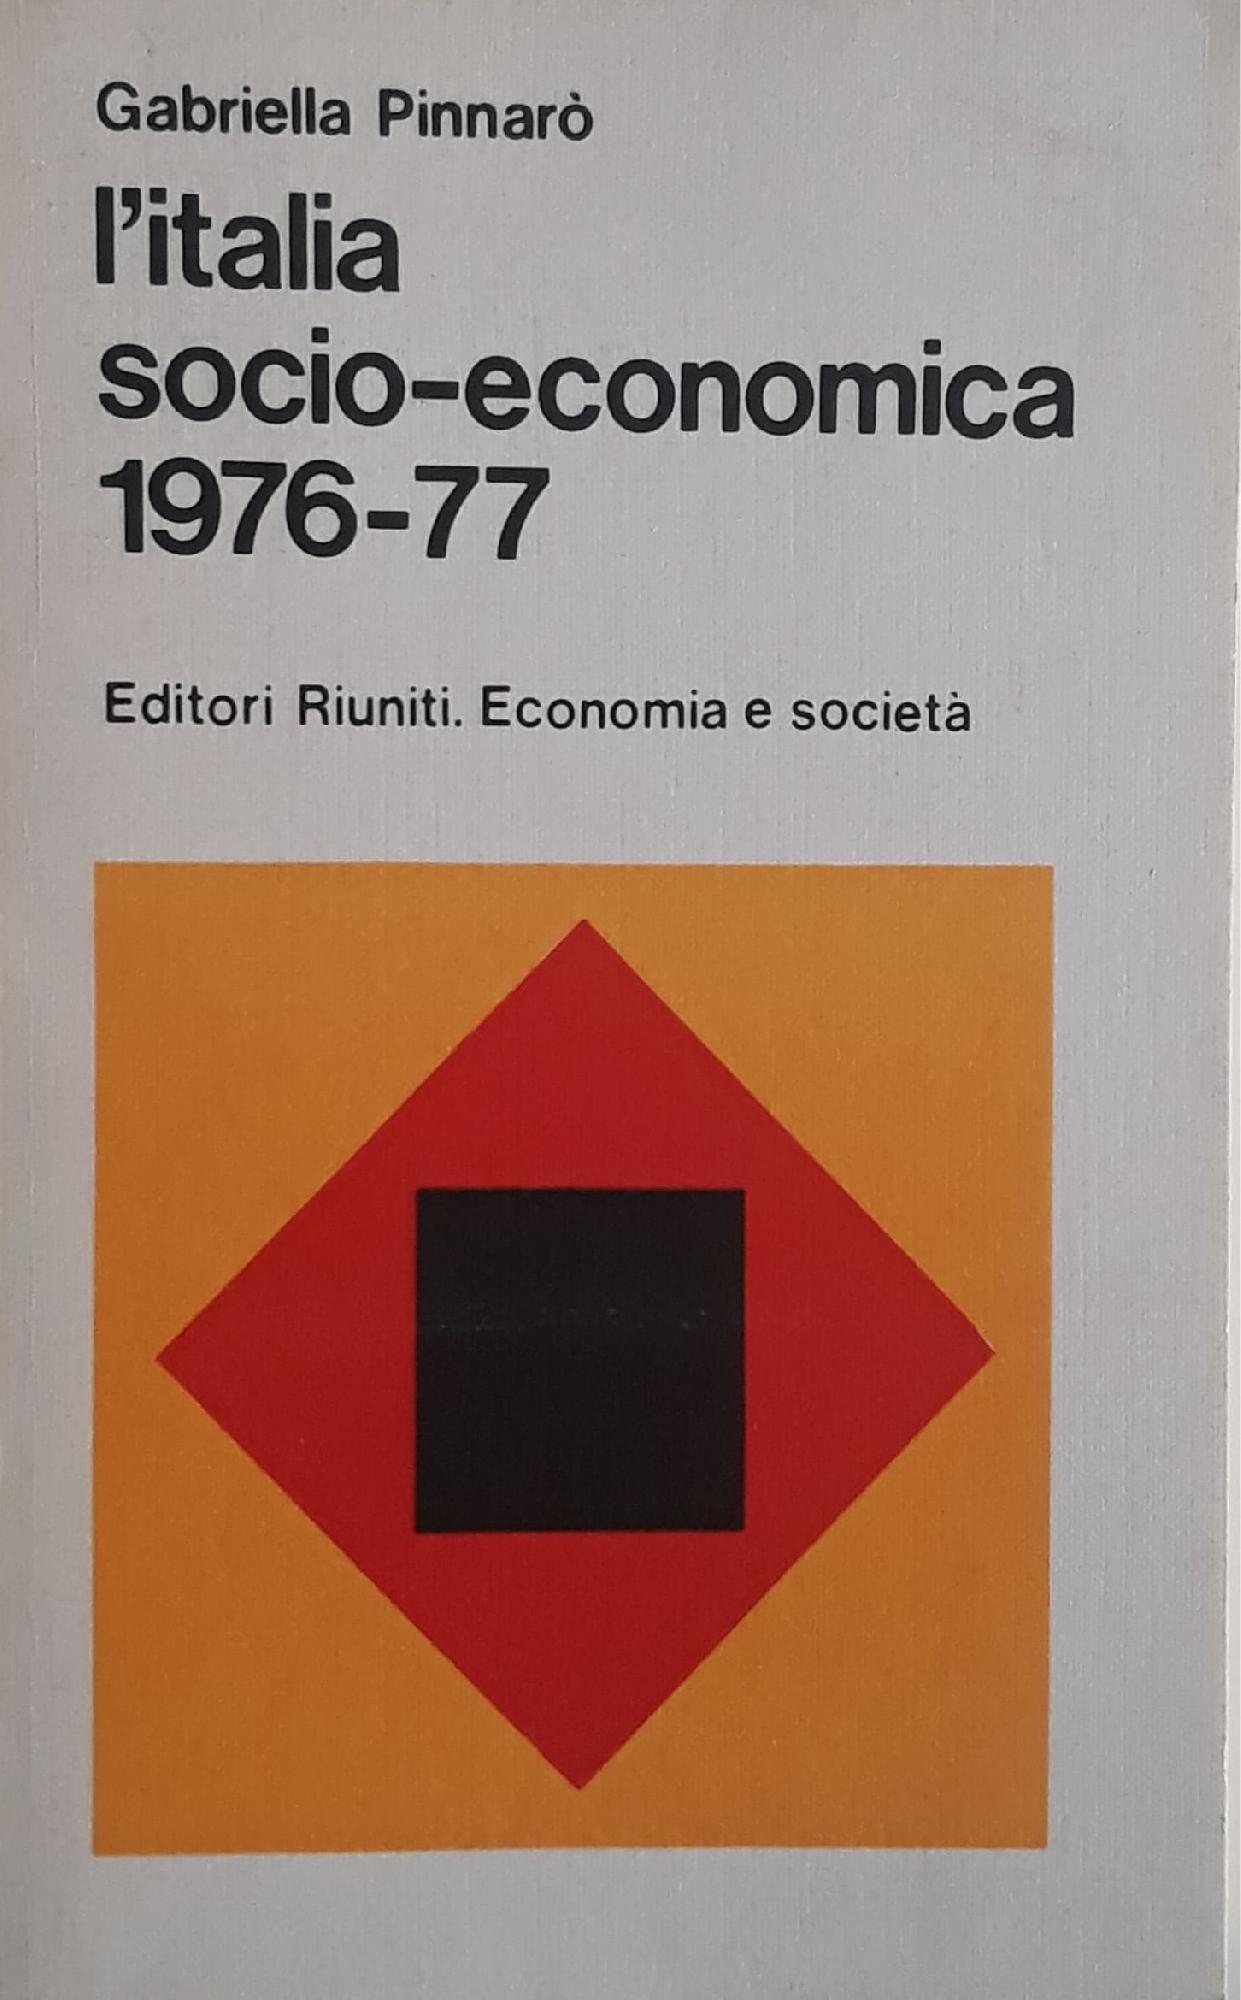 Gabriella Pinnarò
l'italia
socio-economica
1976-77
Editori Riuniti. Economia e società